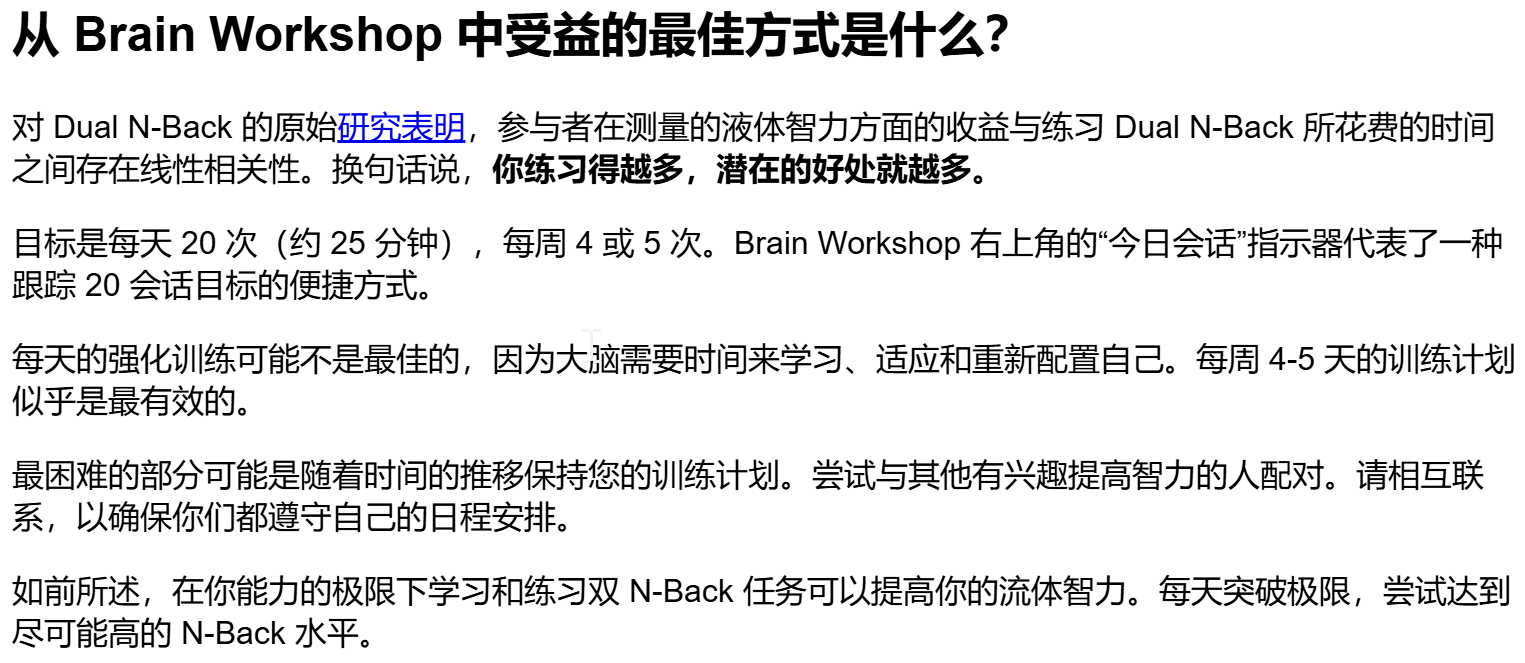 从 Brain Workshop 中受益的最佳方式是什么？
对 Dual N-Back 的原始研究表明，参与者在测量的液体智力方面的收益与练习 Dual N-Back 所花费的时间
之间存在线性相关性。换句话说，你练习得越多，潜在的好处就越多。
目标是每天 20 次（约 25 分钟），每周 4 或 5 次。Brain Workshop 右上角的“今日会话”指示器代表了一种
跟踪 20 会话目标的便捷方式。
每天的强化训练可能不是最佳的，因为大脑需要时间来学习、适应和重新配置自己。每周 4-5 天的训练计划
似乎是最有效的。
最困难的部分可能是随着时间的推移保持您的训练计划。尝试与其他有兴趣提高智力的人配对。请相互联
系，以确保你们都遵守自己的日程安排。
如前所述，在你能力的极限下学习和练习双 N-Back 任务可以提高你的流体智力。每天突破极限，尝试达到
尽可能高的 N-Back 水平。